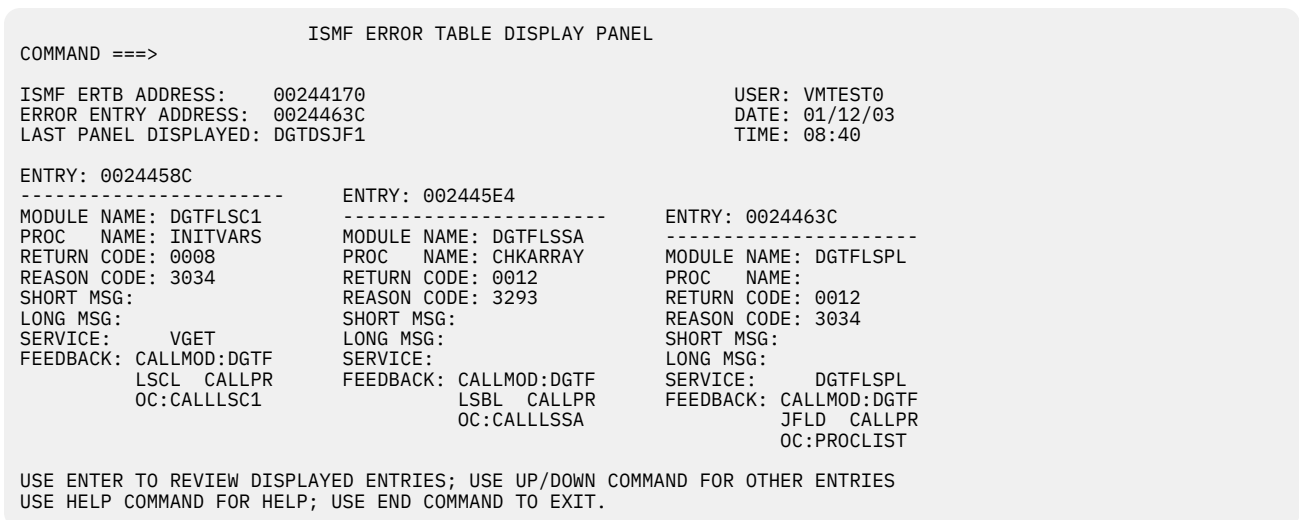 ISMF ERROR TABLE DISPLAY PANEL
COMMAND ===>
ISMF ERTB ADDRESS:    00244170                                USER: VMTEST0
ERROR ENTRY ADDRESS:  0024463C                                DATE: 01/12/03
LAST PANEL DISPLAYED: DGTDSJF1                                TIME: 08:40
ENTRY: 0024458C
-----------------------     ENTRY: 002445E4
MODULE NAME: DGTFLSC1       -----------------------     ENTRY: 0024463C
PROC   NAME: INITVARS       MODULE NAME: DGTFLSSA       ----------------------
RETURN CODE: 0008           PROC   NAME: CHKARRAY       MODULE NAME: DGTFLSPL
REASON CODE: 3034           RETURN CODE: 0012           PROC   NAME:
SHORT MSG:                  REASON CODE: 3293           RETURN CODE: 0012
LONG MSG:                   SHORT MSG:                  REASON CODE: 3034
SERVICE:     VGET           LONG MSG:                   SHORT MSG:
FEEDBACK: CALLMOD:DGTF      SERVICE:                    LONG MSG:
          LSCL  CALLPR      FEEDBACK: CALLMOD:DGTF      SERVICE:     DGTFLSPL
          OC:CALLLSC1                 LSBL  CALLPR      FEEDBACK: CALLMOD:DGTF
                                      OC:CALLLSSA                 JFLD  CALLPR
                                                                  OC:PROCLIST
USE ENTER TO REVIEW DISPLAYED ENTRIES; USE UP/DOWN COMMAND FOR OTHER ENTRIES
USE HELP COMMAND FOR HELP; USE END COMMAND TO EXIT.